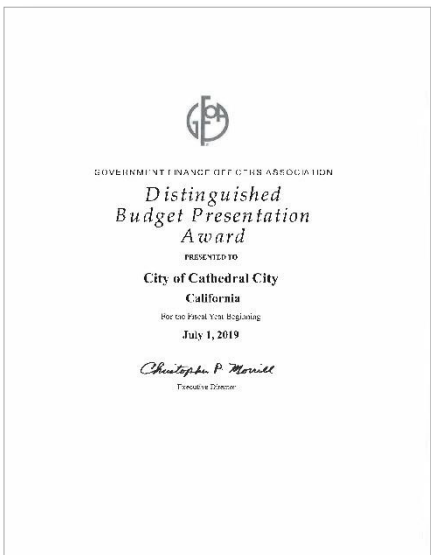 GFOA
GOVERNMENT FINANCE OFFICERS ASSOCIATION
Distinguished
Budget Presentation
Award
PRESENTED TO
City of Cathedral City
California
For the Fiscal Year Beginning
July 1, 2019
Christopher P. Morrill
Executive Director